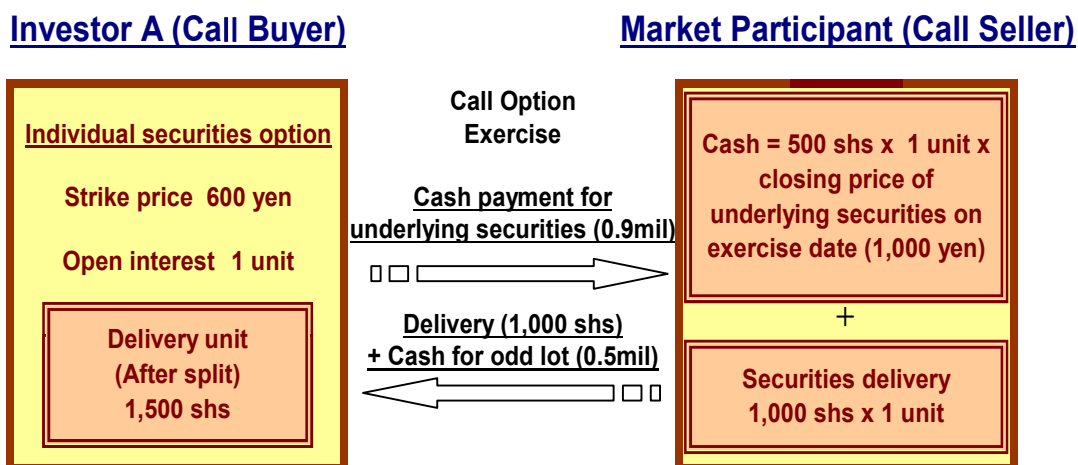 Investor A (Call Buyer)
Market Participant (Call Seller)
Individual securities option
Strike price 600 yen
Open interest 1 unit
Delivery unit
(After split)
1,500 shs
Call Option
Exercise
Cash payment for
underlying securities (0.9mil)
Delivery (1,000 shs)
+ Cash for odd lot (0.5mil)
Cash = 500 shs x 1 unit x
closing price of
underlying securities on
exercise date (1,000 yen)
+
Securities delivery
1,000 shs x 1 unit